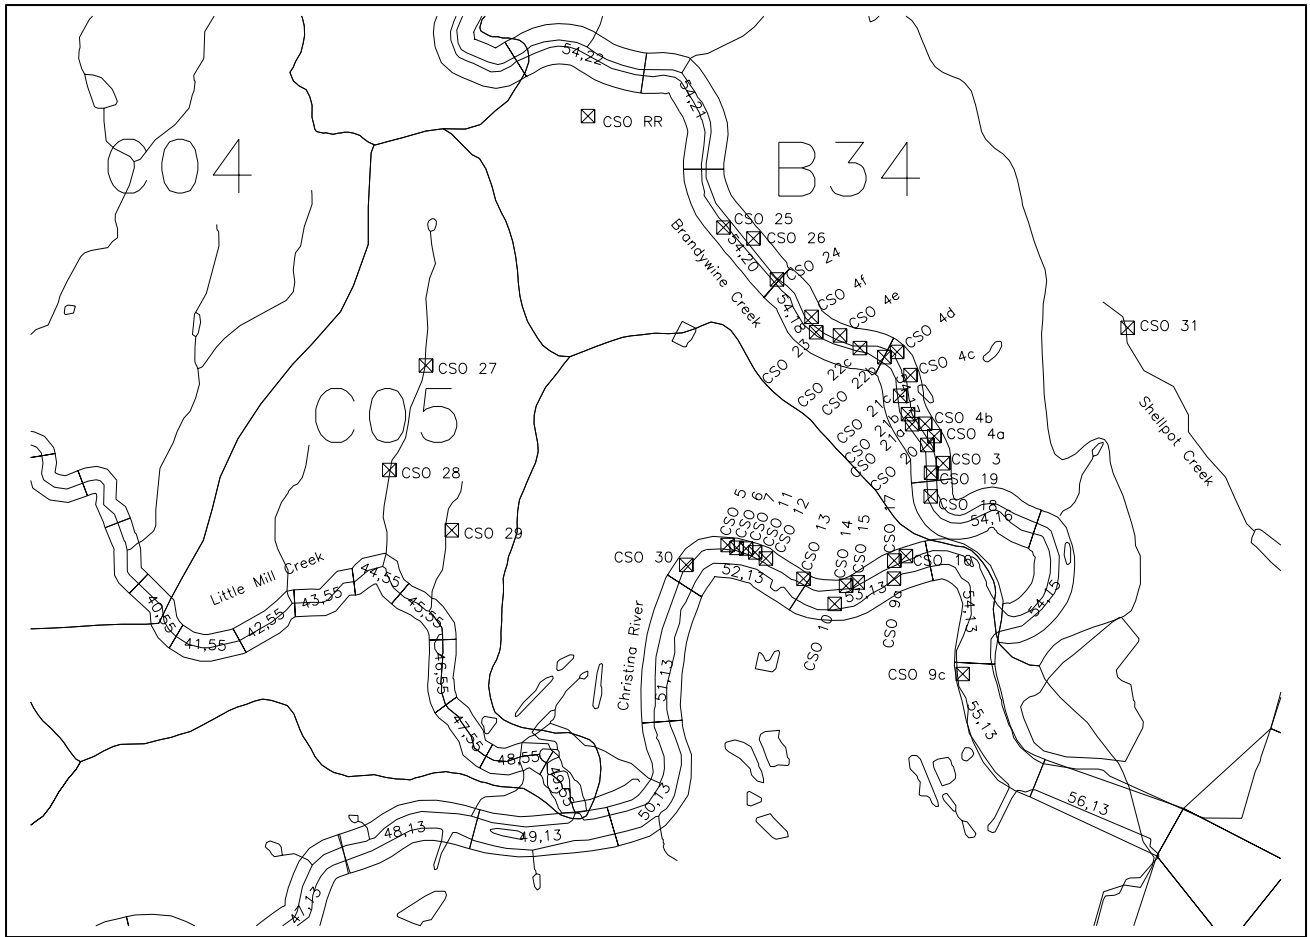 54,22
54,21
CSO RR
C04
B34
CSO 25
CSO 26
54,20
CSO 24
Brandywine Creek
CSO 4f
54,18
CSO 4e
CSO 4d
CSO 31
CSO 23
CSO 22c
CSO 22b
CSO 27
CSO 4c
C05
CSO 21c
CSO 21b
CSO 21a
CSO 4b
CSO 4a
Shellpot Creek
CSO 20
CSO 3
CSO 28
CSO 19
CSO 18
CSO 17
54,16
CSO 29
CSO 5
CSO 6
CSO 7
CSO 11
CSO 12
CSO 13
CSO 14
CSO 15
CSO 30
CSO 16
52,13
53,13
Little Mill Creek
44,55
43,55
45,55
40,55
42,55
41,55
CSO 9a
CSO 10
54,13
54,15
Christina River
46,55
51,13
CSO 9c
47,55
55,13
48,55
49,55
50,13
56,13
48,13
49,13
47,13